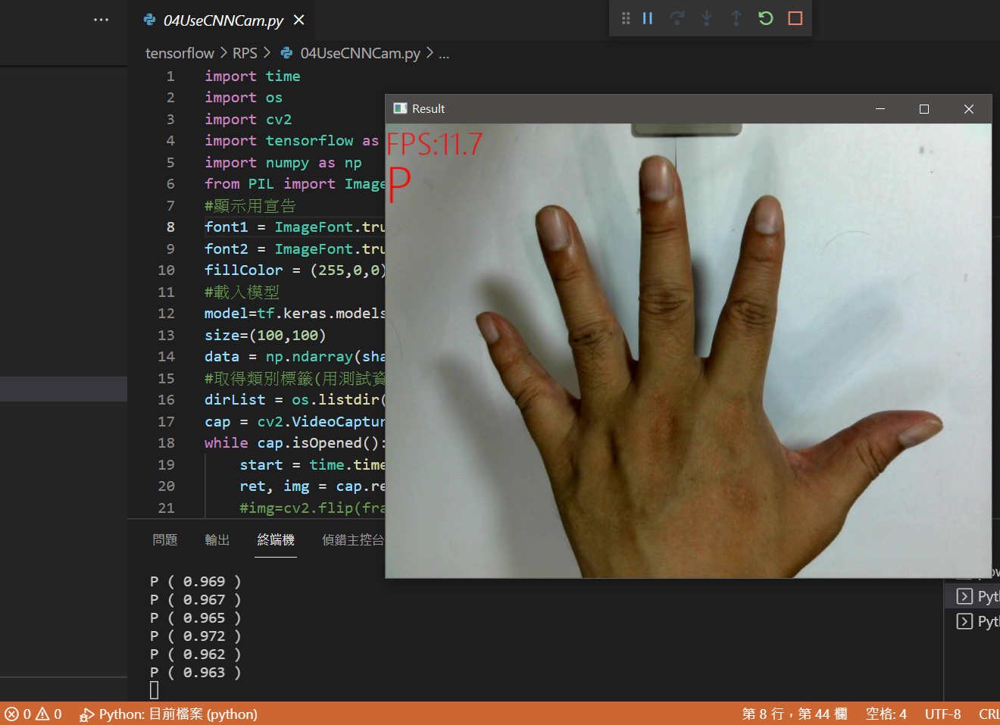 04UseCNNCam.py
tensorflow > RPS > 04UseCNNCam.py > ...
1 import time
2 import os
3 import cv2
4 import tensorflow as
5 import numpy as np
6 from PIL import Image
7 #顯示用宣告
8 font1 = ImageFont.tru
9 font2 = ImageFont.tru
10 fillColor = (255,0,0)
11 #載入模型
12 model=tf.keras.models
13 size=(100,100)
14 data = np.ndarray(sha
15 #取得類別標籤(用測試資
16 dirList = os.listdir(
17 cap = cv2.VideoCaptur
18 while cap.isOpened():
19 start = time.time
20 ret, img = cap.re
21 #img=cv2.flip(fra
Result
FPS:11.7
P
問題 輸出 終端機 偵錯主控台
P ( 0.969 )
P ( 0.967 )
P ( 0.965 )
P ( 0.972 )
P ( 0.962 )
P ( 0.963 )
Pyt
Pyt
0 0 Python: 目前檔案 (python) 第 8 行，第 44 欄 空格: 4 UTF-8 CRL